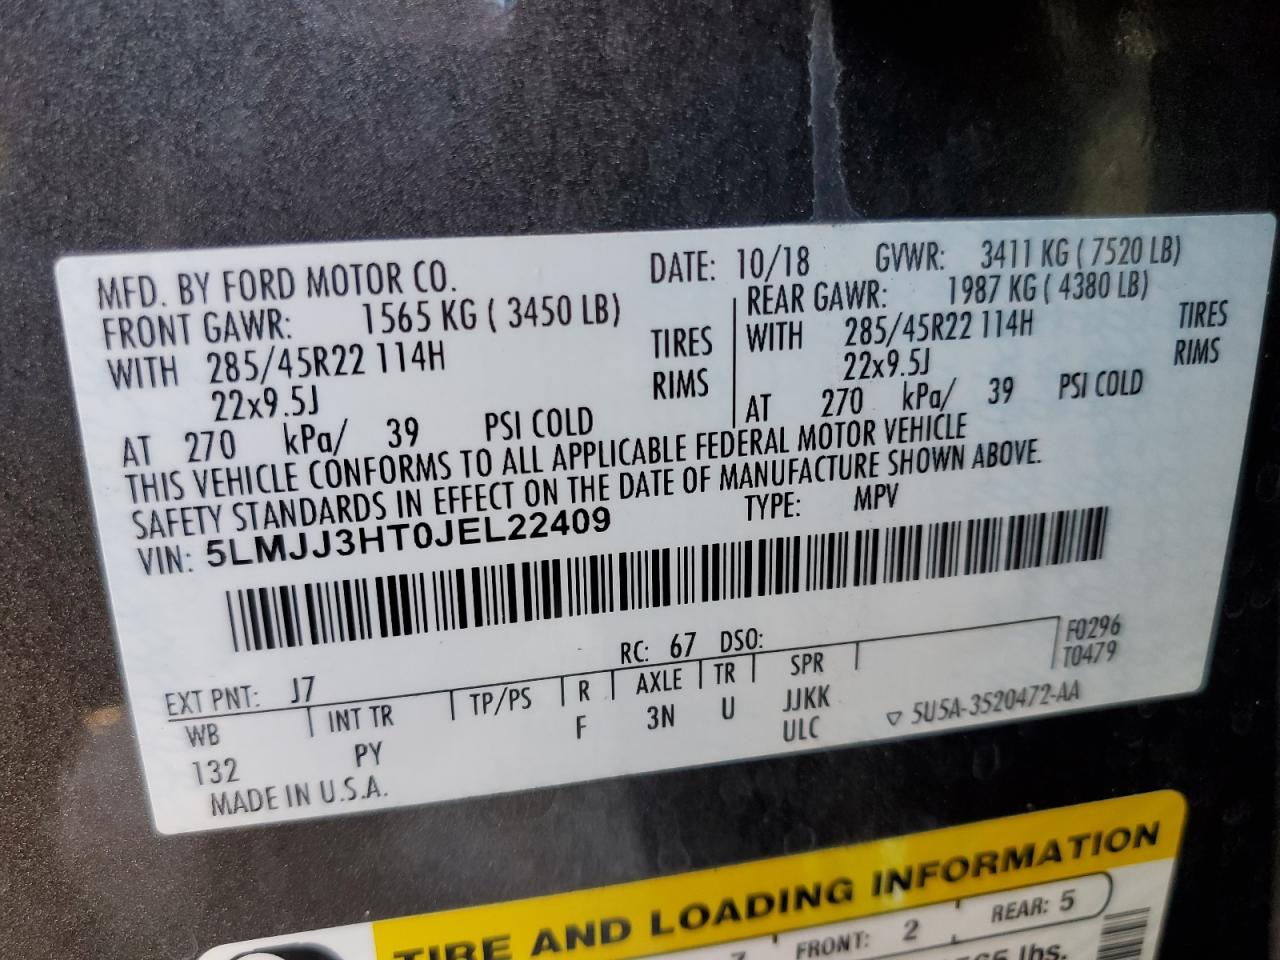 MFD. BY FORD MOTOR CO. DATE: 10/18 GVWR: 3411 KG ( 7520 LB)
FRONT GAWR: 1565 KG ( 3450 LB) REAR GAWR: 1987 KG ( 4380 LB)
WITH 285/45R22 114H TIRES WITH 285/45R22 114H TIRES
22x9.5J RIMS 22x9.5J RIMS
AT 270 kPa/ 39 PSI COLD AT 270 kPa/ 39 PSI COLD
THIS VEHICLE CONFORMS TO ALL APPLICABLE FEDERAL MOTOR VEHICLE
SAFETY STANDARDS IN EFFECT ON THE DATE OF MANUFACTURE SHOWN ABOVE.
VIN: 5LMJJ3HT0JEL22409 TYPE: MPV
EXT PNT: J7 RC: 67 DSO: F0296
WB INT TR TP/PS R AXLE TR SPR T0479
132 PY F 3N U JJKK
ULC ▽ 5U5A-3520472-AA
MADE IN U.S.A.
TIRE AND LOADING INFORMATION
FRONT: 2 REAR: 5
lbs.